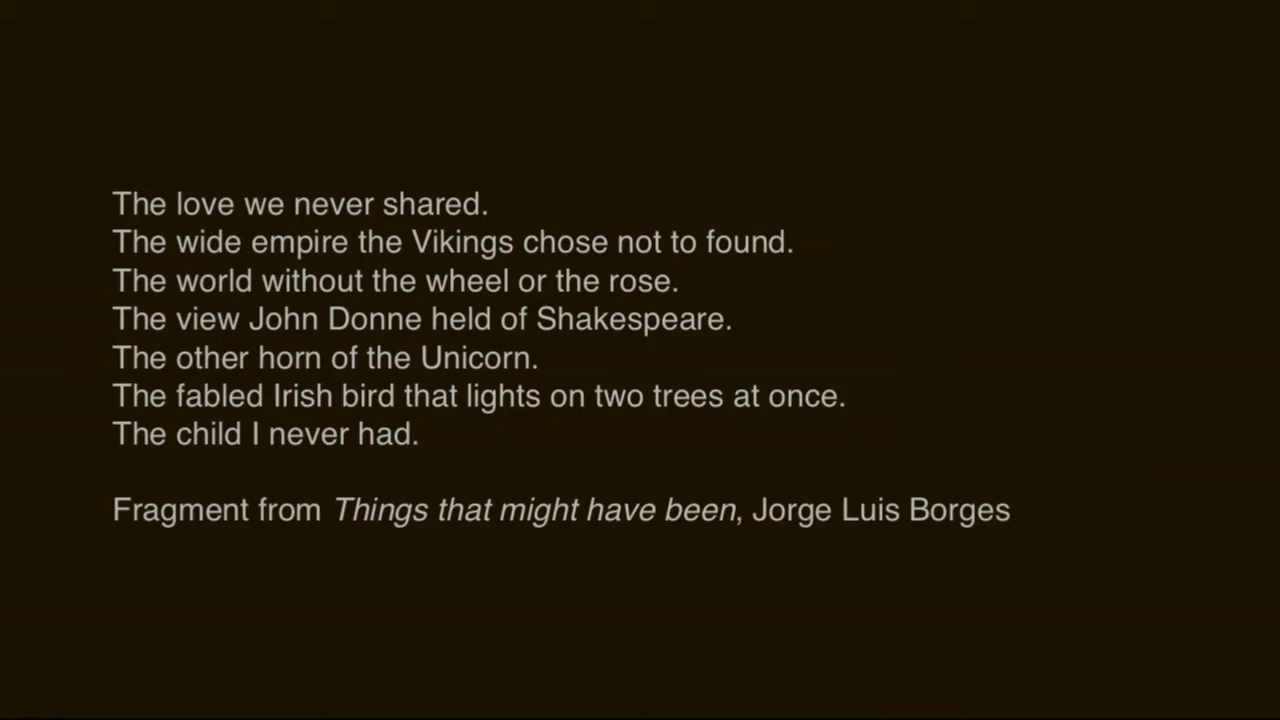 The love we never shared.
The wide empire the Vikings chose not to found.
The world without the wheel or the rose.
The view John Donne held of Shakespeare.
The other horn of the Unicorn.
The fabled Irish bird that lights on two trees at once.
The child I never had.
Fragment from Things that might have been, Jorge Luis Borges